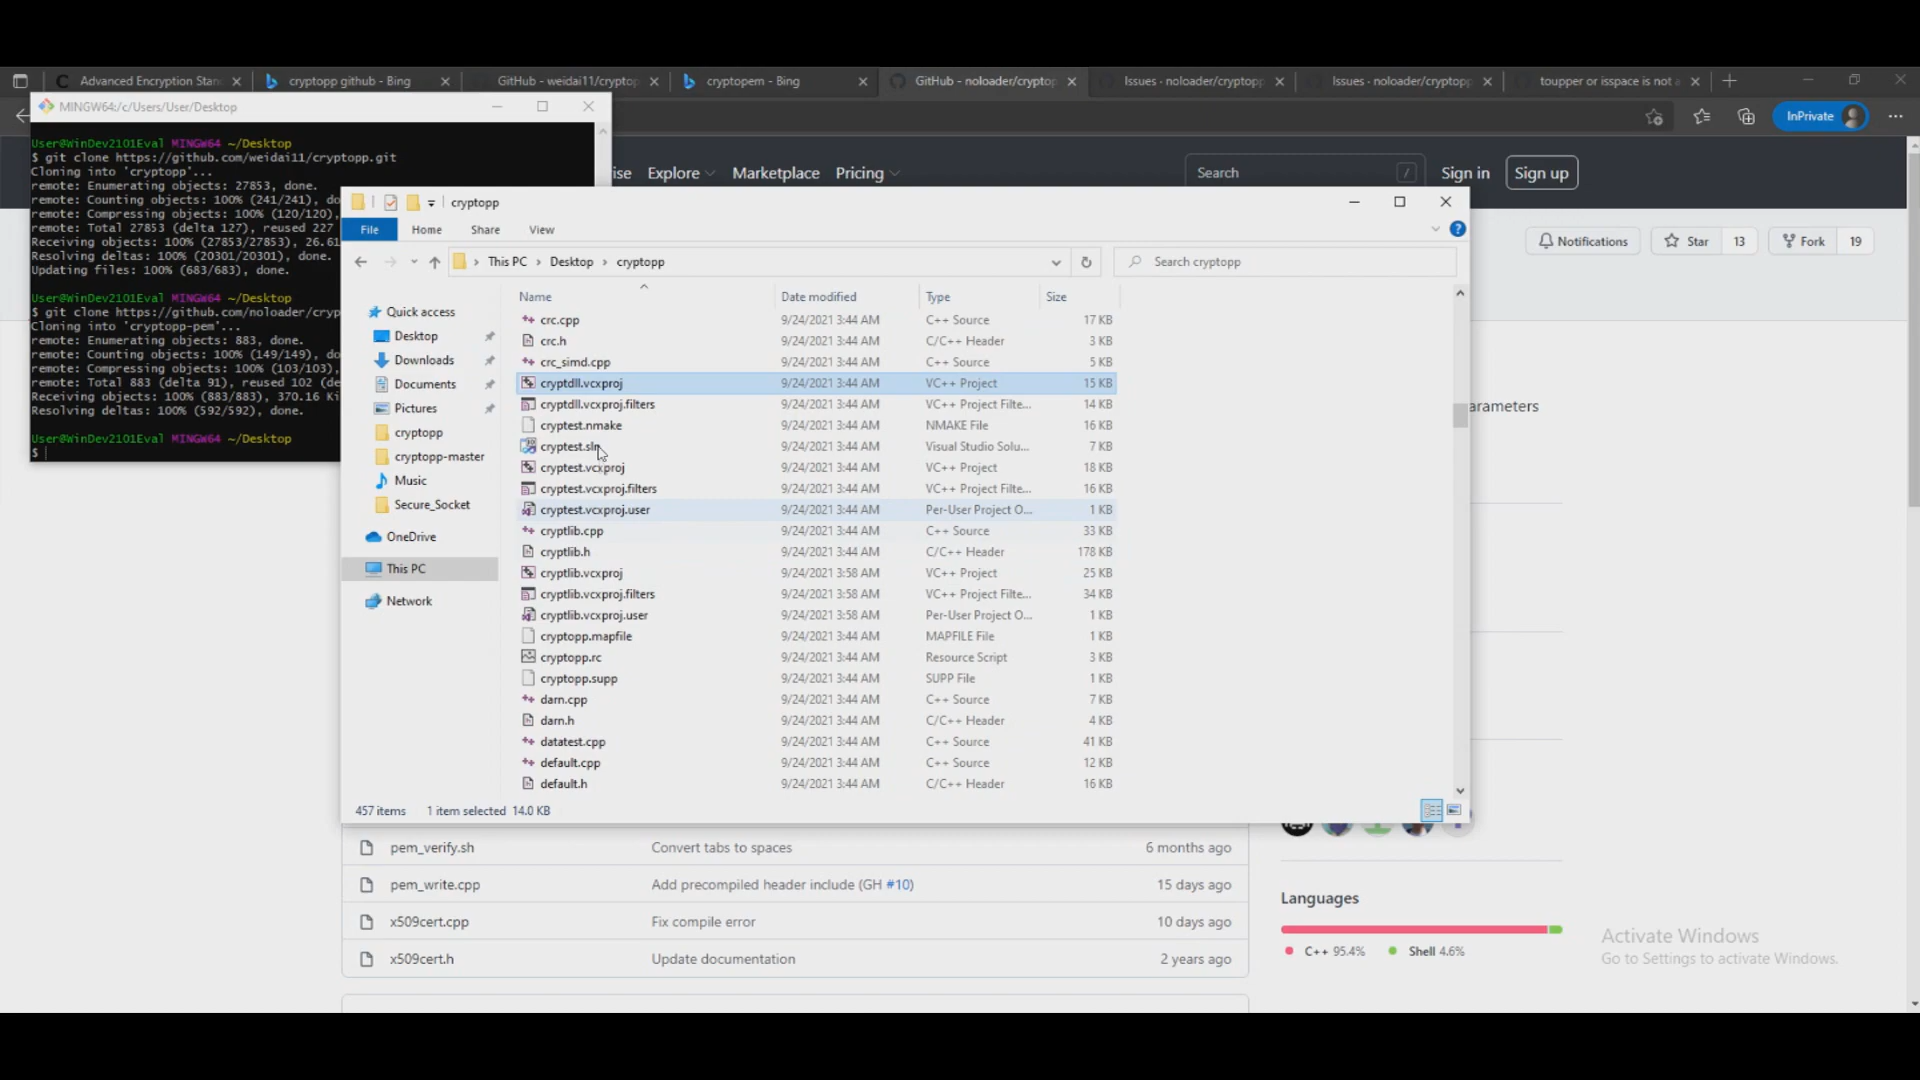 Advanced Encryption Stan
cryptopp github - Bing
GitHub - weidai11/cryptop
cryptopem - Bing
GitHub - noloader/cryptop
Issues - noloader/cryptopp
Issues - noloader/cryptopp
toupper or isspace is not a
InPrivate
MINGW64:/c/Users/User/Desktop
User@WinDev2101Eval MINGW64 ~/Desktop
$ git clone https://github.com/weidai11/cryptopp.git
Cloning into 'cryptopp'...
remote: Enumerating objects: 27853, done.
remote: Counting objects: 100% (241/241), do
remote: Compressing objects: 100% (120/120),
remote: Total 27853 (delta 127), reused 227
Receiving objects: 100% (27853/27853), 26.61
Resolving deltas: 100% (20301/20301), done.
Updating files: 100% (683/683), done.
User@WinDev2101Eval MINGW64 ~/Desktop
$ git clone https://github.com/noloader/cryp
Cloning into 'cryptopp-pem'...
remote: Enumerating objects: 883, done.
remote: Counting objects: 100% (149/149), do
remote: Compressing objects: 100% (103/103),
remote: Total 883 (delta 91), reused 102 (de
Receiving objects: 100% (883/883), 370.16 Ki
Resolving deltas: 100% (592/592), done.
User@WinDev2101Eval MINGW64 ~/Desktop
$
ise Explore Marketplace Pricing
Search /
Sign in Sign up
Notifications Star 13 Fork 19
arameters
cryptopp
File Home Share View
This PC > Desktop > cryptopp
Search cryptopp
Quick access
Desktop
Downloads
Documents
Pictures
cryptopp
cryptopp-master
Music
Secure_Socket
OneDrive
This PC
Network
Name Date modified Type Size
crc.cpp 9/24/2021 3:44 AM C++ Source 17 KB
crc.h 9/24/2021 3:44 AM C/C++ Header 3 KB
crc_simd.cpp 9/24/2021 3:44 AM C++ Source 5 KB
cryptdll.vcxproj 9/24/2021 3:44 AM VC++ Project 15 KB
cryptdll.vcxproj.filters 9/24/2021 3:44 AM VC++ Project Filte... 14 KB
cryptest.nmake 9/24/2021 3:44 AM NMAKE File 16 KB
cryptest.sln 9/24/2021 3:44 AM Visual Studio Solu... 7 KB
cryptest.vcxproj 9/24/2021 3:44 AM VC++ Project 18 KB
cryptest.vcxproj.filters 9/24/2021 3:44 AM VC++ Project Filte... 16 KB
cryptest.vcxproj.user 9/24/2021 3:44 AM Per-User Project O... 1 KB
cryptlib.cpp 9/24/2021 3:44 AM C++ Source 33 KB
cryptlib.h 9/24/2021 3:44 AM C/C++ Header 178 KB
cryptlib.vcxproj 9/24/2021 3:58 AM VC++ Project 25 KB
cryptlib.vcxproj.filters 9/24/2021 3:58 AM VC++ Project Filte... 34 KB
cryptlib.vcxproj.user 9/24/2021 3:58 AM Per-User Project O... 1 KB
cryptopp.mapfile 9/24/2021 3:44 AM MAPFILE File 1 KB
cryptopp.rc 9/24/2021 3:44 AM Resource Script 3 KB
cryptopp.supp 9/24/2021 3:44 AM SUPP File 1 KB
darn.cpp 9/24/2021 3:44 AM C++ Source 7 KB
darn.h 9/24/2021 3:44 AM C/C++ Header 4 KB
datatest.cpp 9/24/2021 3:44 AM C++ Source 41 KB
default.cpp 9/24/2021 3:44 AM C++ Source 12 KB
default.h 9/24/2021 3:44 AM C/C++ Header 16 KB
457 items 1 item selected 14.0 KB
pem_verify.sh Convert tabs to spaces 6 months ago
pem_write.cpp Add precompiled header include (GH #10) 15 days ago
x509cert.cpp Fix compile error 10 days ago
x509cert.h Update documentation 2 years ago
Languages
C++ 95.4% Shell 4.6%
Activate Windows
Go to Settings to activate Windows.